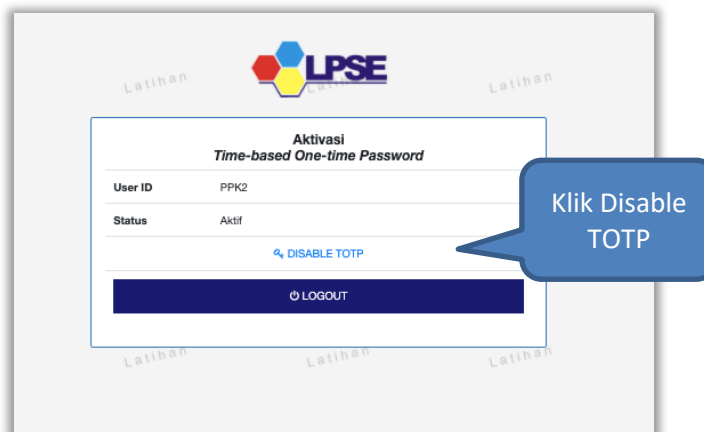 Latihan
LPSE
Latihan
Latihan
Aktivasi
Time-based One-time Password
User ID PPK2
Status Aktif
DISABLE TOTP
LOGOUT
Klik Disable
TOTP
Latihan
Latihan
Latihan